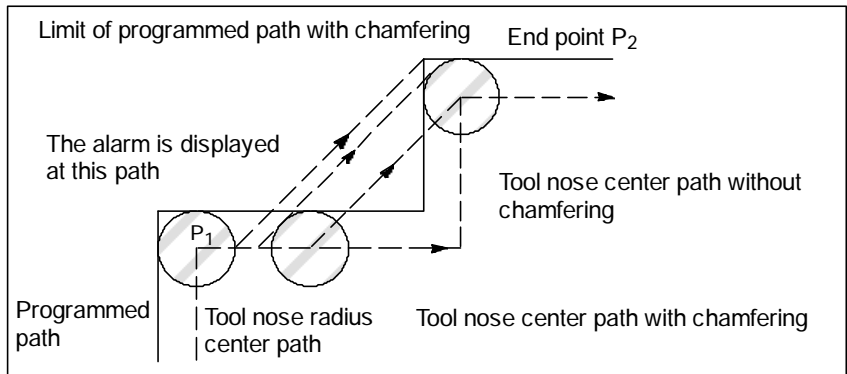 Limit of programmed path with chamfering
End point P2
The alarm is displayed
at this path
Tool nose center path without
chamfering
P1
Programmed
path
Tool nose radius
center path
Tool nose center path with chamfering